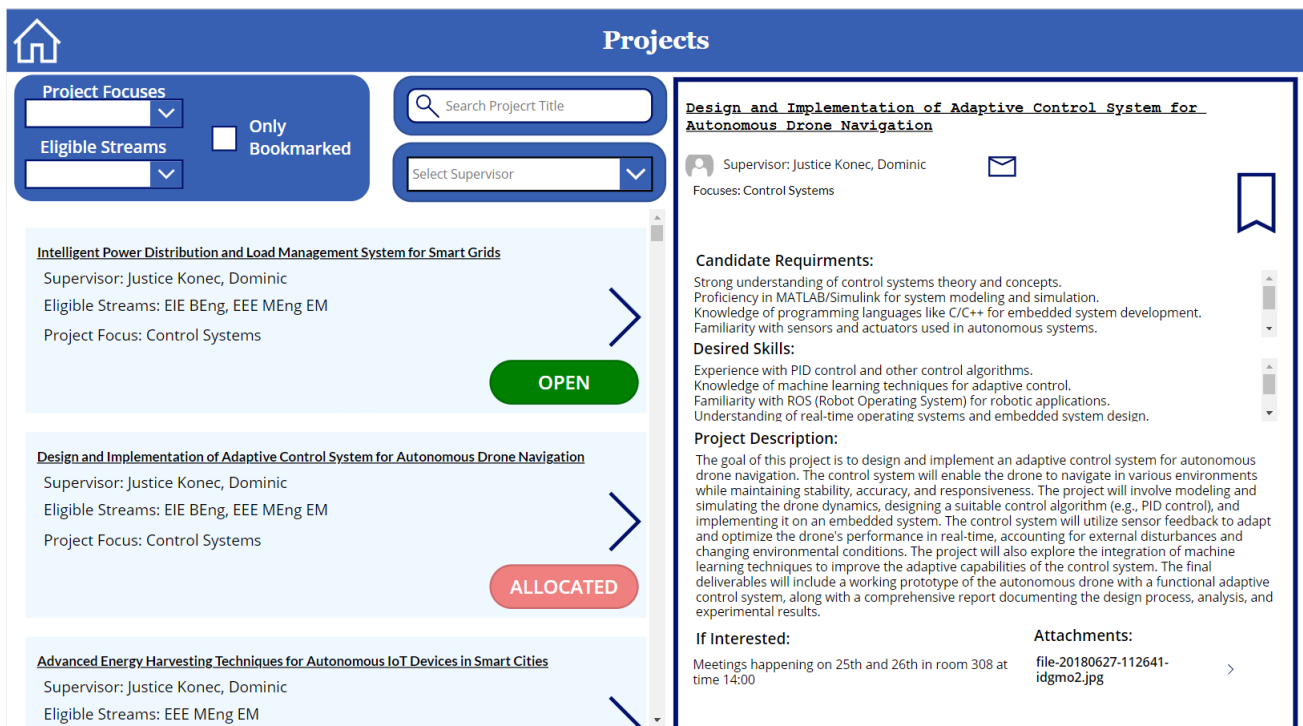 Projects
Project Focuses
Eligible Streams
Only
Bookmarked
Search Projecrt Title
Select Supervisor
Intelligent Power Distribution and Load Management System for Smart Grids
Supervisor: Justice Konec, Dominic
Eligible Streams: EIE BEng, EEE MEng EM
Project Focus: Control Systems
OPEN
Design and Implementation of Adaptive Control System for Autonomous Drone Navigation
Supervisor: Justice Konec, Dominic
Eligible Streams: EIE BEng, EEE MEng EM
Project Focus: Control Systems
ALLOCATED
Advanced Energy Harvesting Techniques for Autonomous IoT Devices in Smart Cities
Supervisor: Justice Konec, Dominic
Eligible Streams: EEE MEng EM
Design and Implementation of Adaptive Control System for
Autonomous Drone Navigation
Supervisor: Justice Konec, Dominic
Focuses: Control Systems
Candidate Requirments:
Strong understanding of control systems theory and concepts.
Proficiency in MATLAB/Simulink for system modeling and simulation.
Knowledge of programming languages like C/C++ for embedded system development.
Familiarity with sensors and actuators used in autonomous systems.
Desired Skills:
Experience with PID control and other control algorithms.
Knowledge of machine learning techniques for adaptive control.
Familiarity with ROS (Robot Operating System) for robotic applications.
Understanding of real-time operating systems and embedded system design.
Project Description:
The goal of this project is to design and implement an adaptive control system for autonomous
drone navigation. The control system will enable the drone to navigate in various environments
while maintaining stability, accuracy, and responsiveness. The project will involve modeling and
simulating the drone dynamics, designing a suitable control algorithm (e.g., PID control), and
implementing it on an embedded system. The control system will utilize sensor feedback to adapt
and optimize the drone's performance in real-time, accounting for external disturbances and
changing environmental conditions. The project will also explore the integration of machine
learning techniques to improve the adaptive capabilities of the control system. The final
deliverables will include a working prototype of the autonomous drone with a functional adaptive
control system, along with a comprehensive report documenting the design process, analysis, and
experimental results.
If Interested:
Meetings happening on 25th and 26th in room 308 at
time 14:00
Attachments:
file-20180627-112641-
idgmo2.jpg